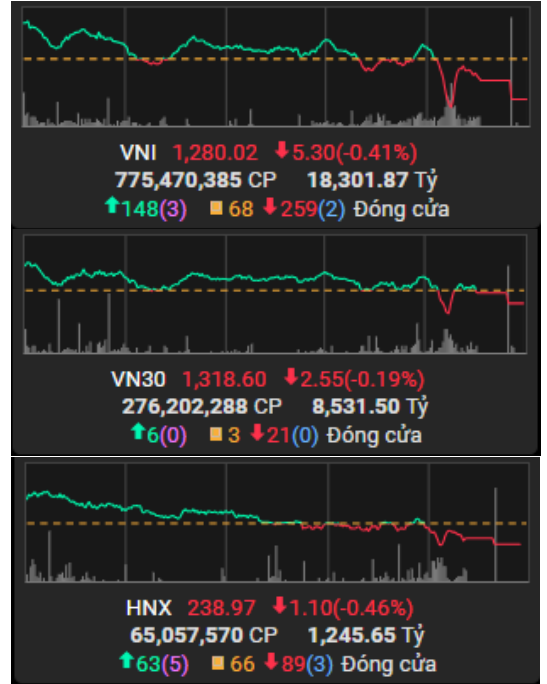 VNI 1,280.02 5.30(-0.41%)
775,470,385 CP 18,301.87 Tỷ
148(3) 68 259(2) Đóng cửa
VN30 1,318.60 2.55(-0.19%)
276,202,288 CP 8,531.50 Tỷ
6(0) 3 21(0) Đóng cửa
HNX 238.97 1.10(-0.46%)
65,057,570 CP 1,245.65 Tỷ
63(5) 66 89(3) Đóng cửa